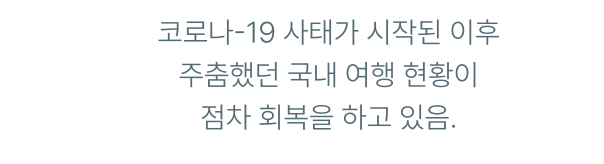 코로나-19 사태가 시작된 이후
주춤했던 국내 여행 현황이
점차 회복을 하고 있음.